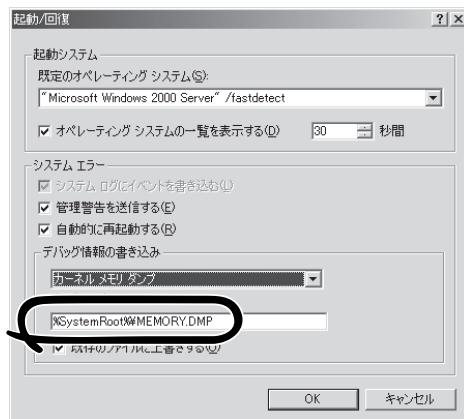 起動/回復
起動システム
既定のオペレーティング システム(S):
"Microsoft Windows 2000 Server" /fastdetect
オペレーティング システムの一覧を表示する(D) 30 秒間
システム エラー
システム ログにイベントを書き込む(L)
管理警告を送信する(E)
自動的に再起動する(R)
デバッグ情報の書き込み
カーネル メモリ ダンプ
%SystemRoot%¥MEMORY.DMP
既存のファイルに上書きする(O)
OK キャンセル